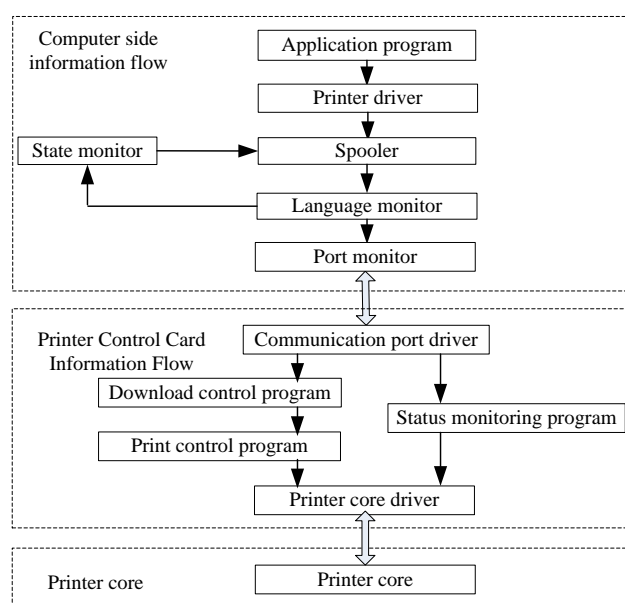 Computer side
information flow
Application program
Printer driver
State monitor
Spooler
Language monitor
Port monitor
Printer Control Card
Information Flow
Communication port driver
Download control program
Status monitoring program
Print control program
Printer core driver
Printer core
Printer core